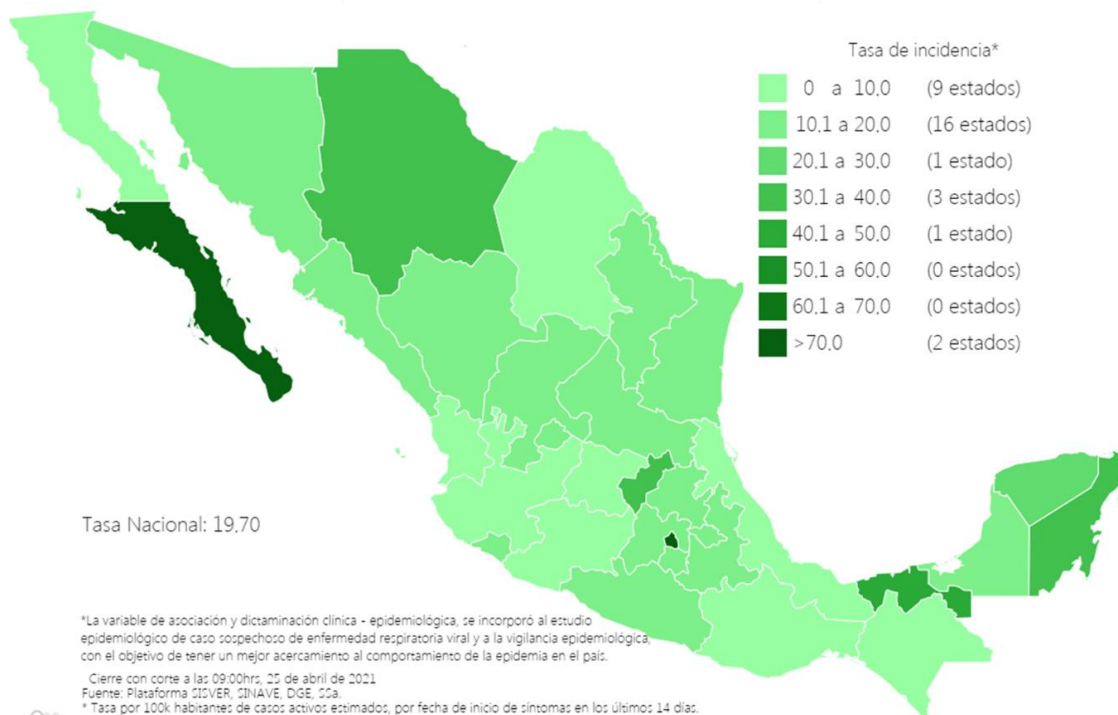 Tasa de incidencia*
0 a 10,0 (9 estados)
10,1 a 20,0 (16 estados)
20,1 a 30,0 (1 estado)
30,1 a 40,0 (3 estados)
40,1 a 50,0 (1 estado)
50,1 a 60,0 (0 estados)
60,1 a 70,0 (0 estados)
>70,0 (2 estados)
Tasa Nacional: 19,70
*La variable de asociación y dictaminación clínica - epidemiológica, se incorporó al estudio
epidemiológico de caso sospechoso de enfermedad respiratoria viral y a la vigilancia epidemiológica,
con el objetivo de tener un mejor acercamiento al comportamiento de la epidemia en el país.
Cierre con corte a las 09:00hrs, 25 de abril de 2021
Fuente: Plataforma SISVER, SINAVE, DGE, SSa.
* Tasa por 100k habitantes de casos activos estimados, por fecha de inicio de síntomas en los últimos 14 días.